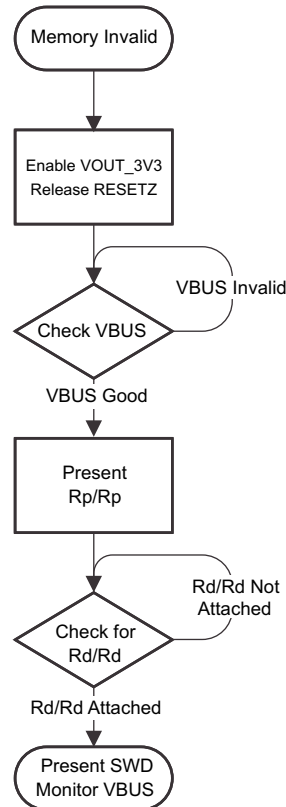 Memory Invalid
Enable VOUT_3V3
Release RESETZ
VBUS Invalid
Check VBUS
VBUS Good
Present
Rp/Rp
Rd/Rd Not
Attached
Check for
Rd/Rd
Rd/Rd Attached
Present SWD
Monitor VBUS